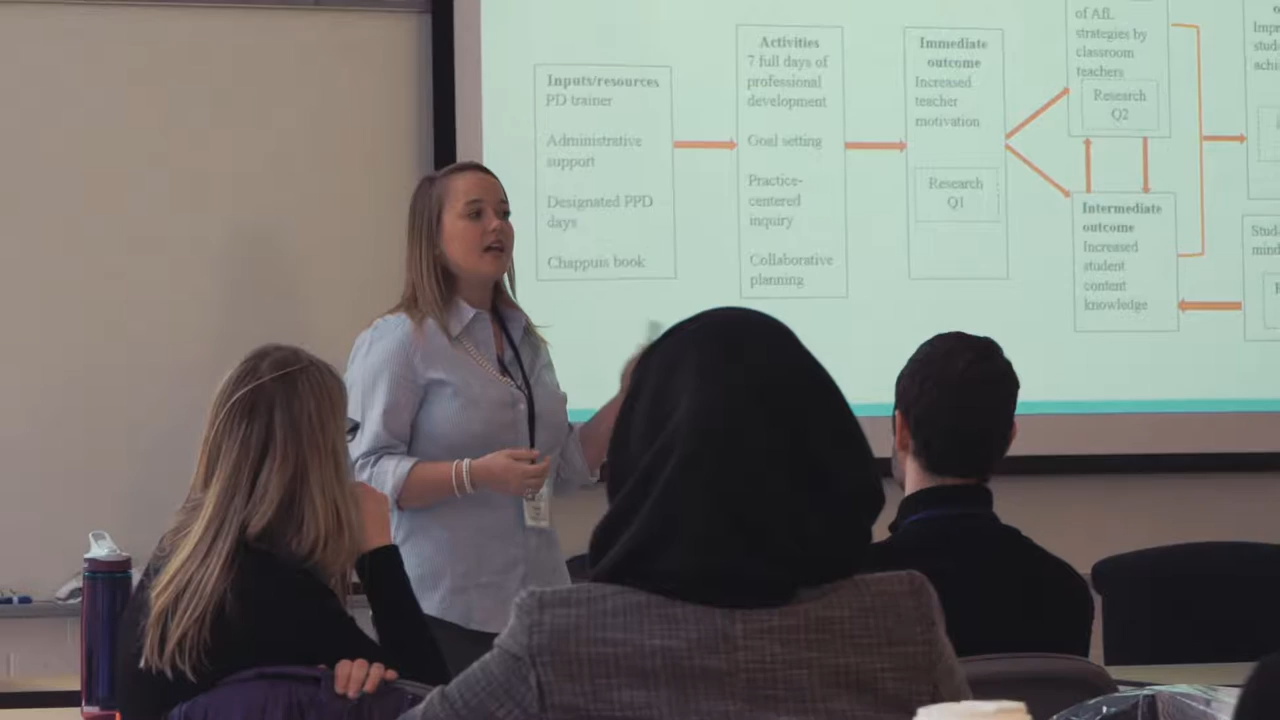 Inputs/resources
PD trainer
Administrative
support
Designated PPD
days
Chappuis book
Activities
7 full days of
professional
development
Goal setting
Practice-
centered
inquiry
Collaborative
planning
Immediate
outcome
Increased
teacher
motivation
Research
Q1
of AfL
strategies by
classroom
teachers
Research
Q2
Intermediate
outcome
Increased
student
content
knowledge